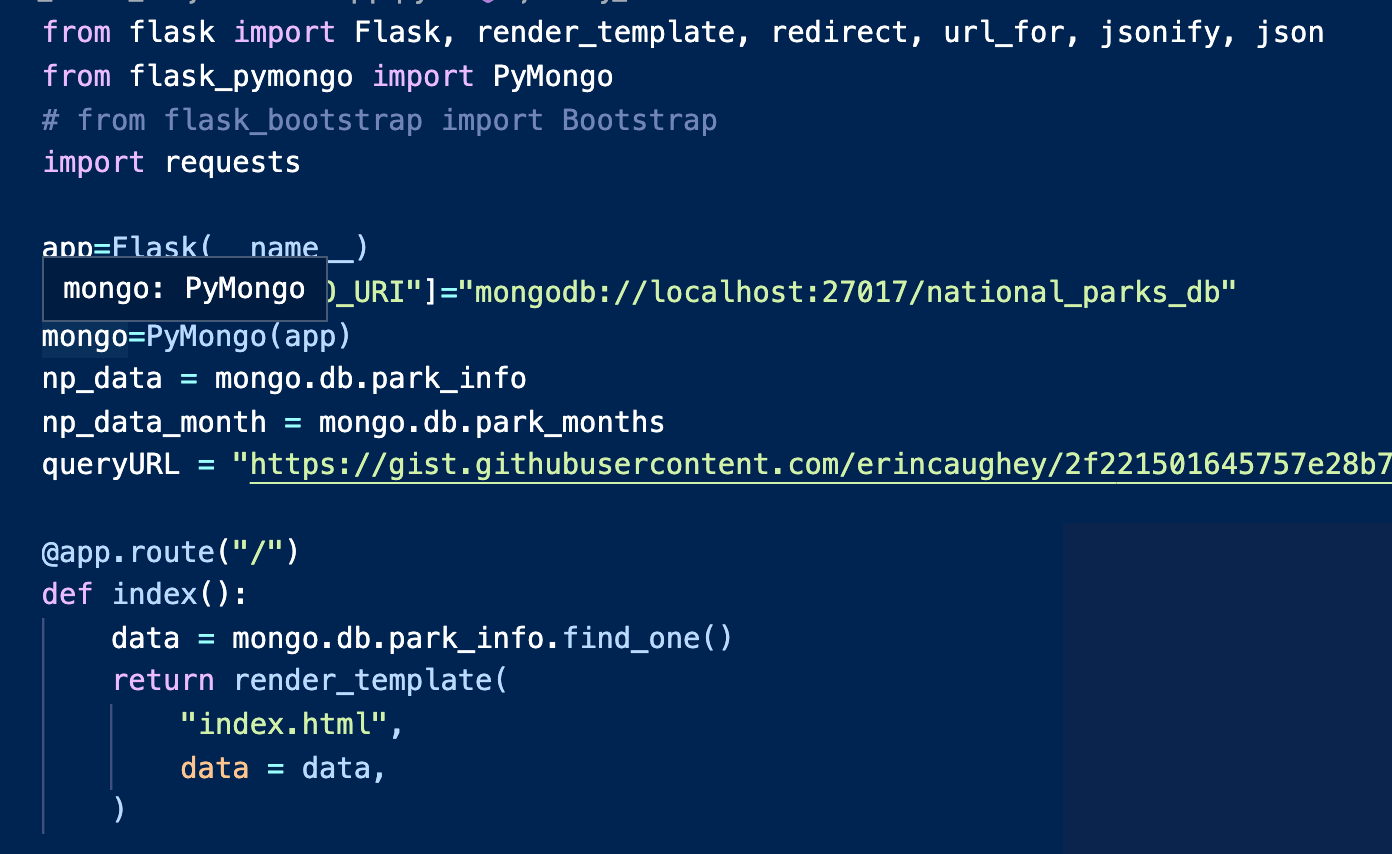 from flask import Flask, render_template, redirect, url_for, jsonify, json
from flask_pymongo import PyMongo
# from flask_bootstrap import Bootstrap
import requests
app=Flask(__name__)
mongo: PyMongo
O_URI"]="mongodb://localhost:27017/national_parks_db"
mongo=PyMongo(app)
np_data = mongo.db.park_info
np_data_month = mongo.db.park_months
queryURL = "https://gist.githubusercontent.com/erincaughey/2f221501645757e28b7
@app.route("/")
def index():
    data = mongo.db.park_info.find_one()
    return render_template(
        "index.html",
        data = data,
    )